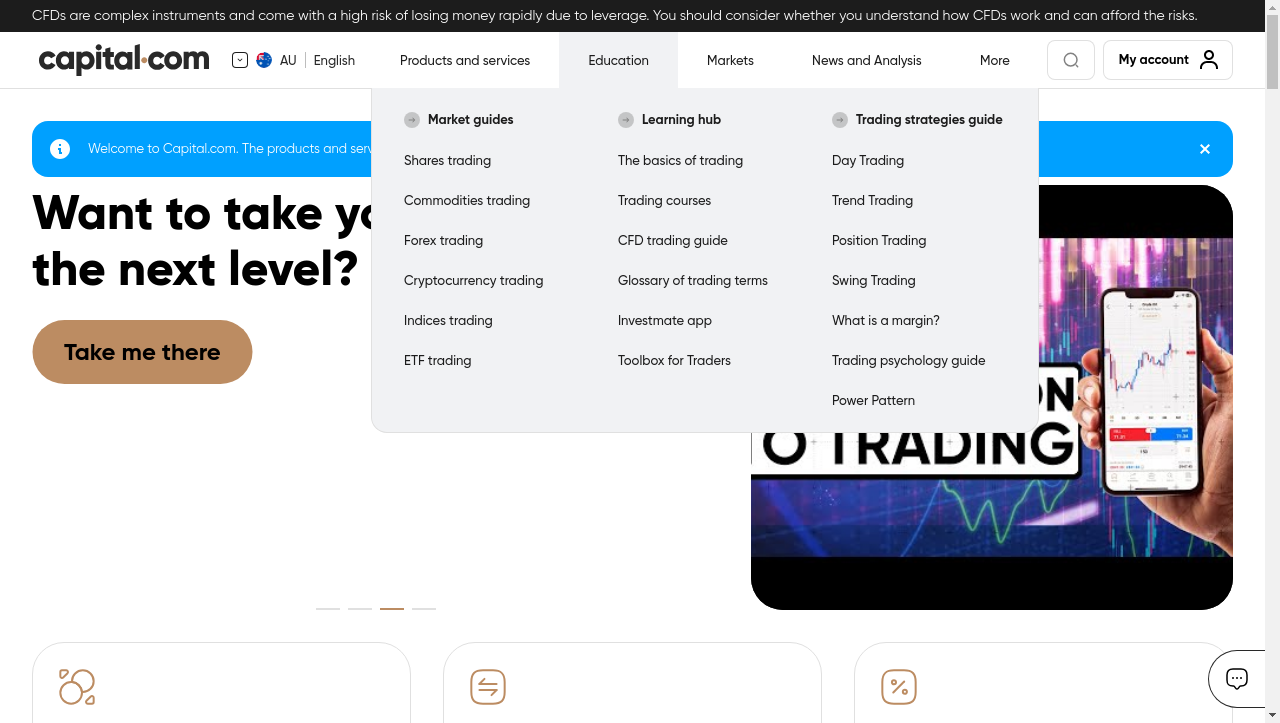 CFDs are complex instruments and come with a high risk of losing money rapidly due to leverage. You should consider whether you understand how CFDs work and can afford the risks.
capital.com
AU
English
Products and services
Education
Markets
News and Analysis
More
My account
Market guides
Shares trading
Commodities trading
Forex trading
Cryptocurrency trading
Indices trading
ETF trading
Learning hub
The basics of trading
Trading courses
CFD trading guide
Glossary of trading terms
Investmate app
Toolbox for Traders
Trading strategies guide
Day Trading
Trend Trading
Position Trading
Swing Trading
What is a margin?
Trading psychology guide
Power Pattern
Welcome to Capital.com. The products and serv
Want to take yo
the next level?
Take me there
ON
O TRADING